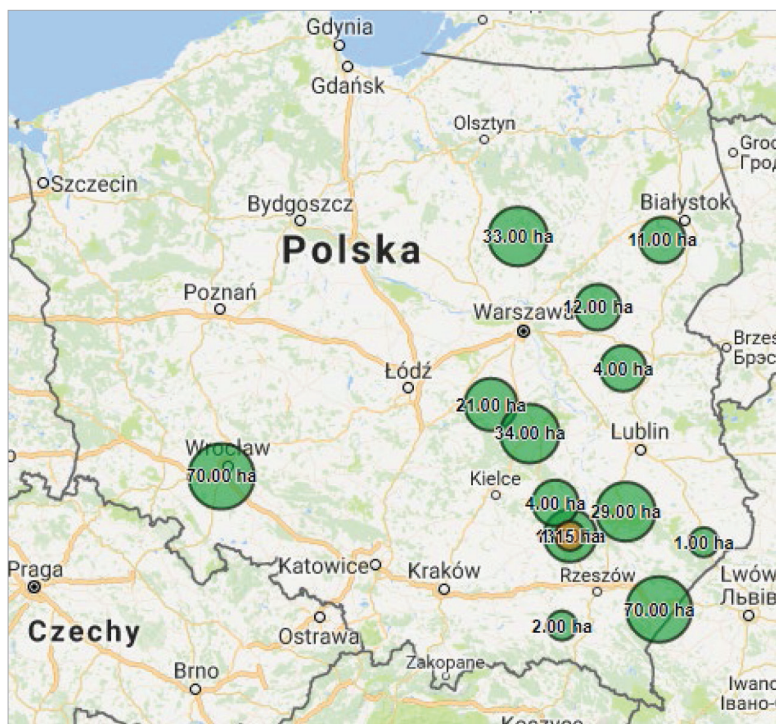 Gdynia
Gdańsk
Olsztyn
Groc
Грод
Szczecin
Bydgoszcz
Białystok
33.00 ha
11.00 ha
Polska
Poznań
Warszawa
12.00 ha
Brzes
Брэс
Łódź
4.00 ha
21.00 ha
34.00 ha
Lublin
Wrocław
70.00 ha
Kielce
4.00 ha
29.00 ha
1.00 ha
Praga
Katowice
Kraków
Rzeszów
Lwów
Львів
70.00 ha
Czechy
Ostrawa
2.00 ha
Zakopane
Brno
Iwano